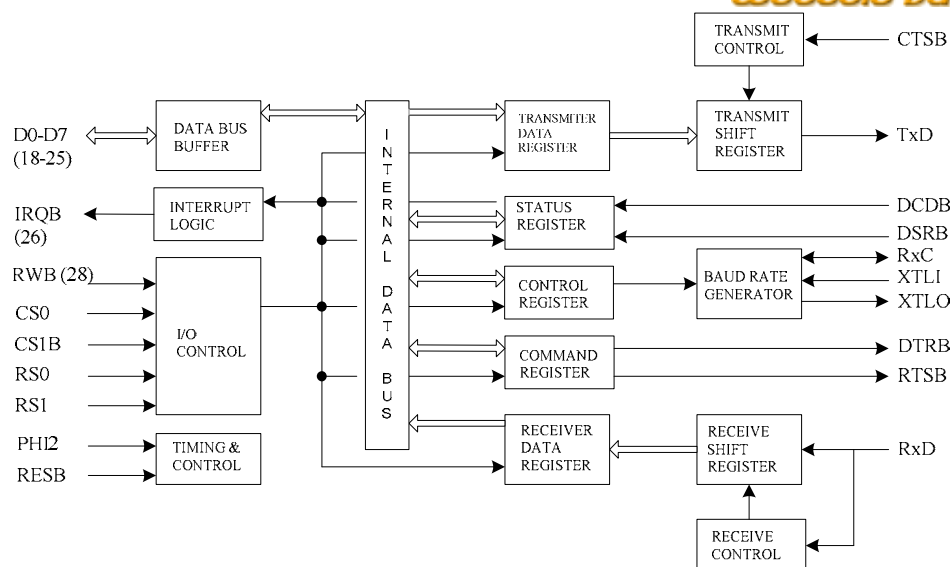 TRANSMIT
CONTROL
CTSB
D0-D7
(18-25)
DATA BUS
BUFFER
INTERNAL DATA BUS
TRANSMITER
DATA
REGISTER
TRANSMIT
SHIFT
REGISTER
TxD
IRQB
(26)
INTERRUPT
LOGIC
STATUS
REGISTER
DCDB
DSRB
RWB (28)
CS0
CS1B
RS0
RS1
I/O
CONTROL
CONTROL
REGISTER
BAUD RATE
GENERATOR
RxC
XTLI
XTLO
COMMAND
REGISTER
DTRB
RTSB
PHI2
RESB
TIMING &
CONTROL
RECEIVER
DATA
REGISTER
RECEIVE
SHIFT
REGISTER
RxD
RECEIVE
CONTROL